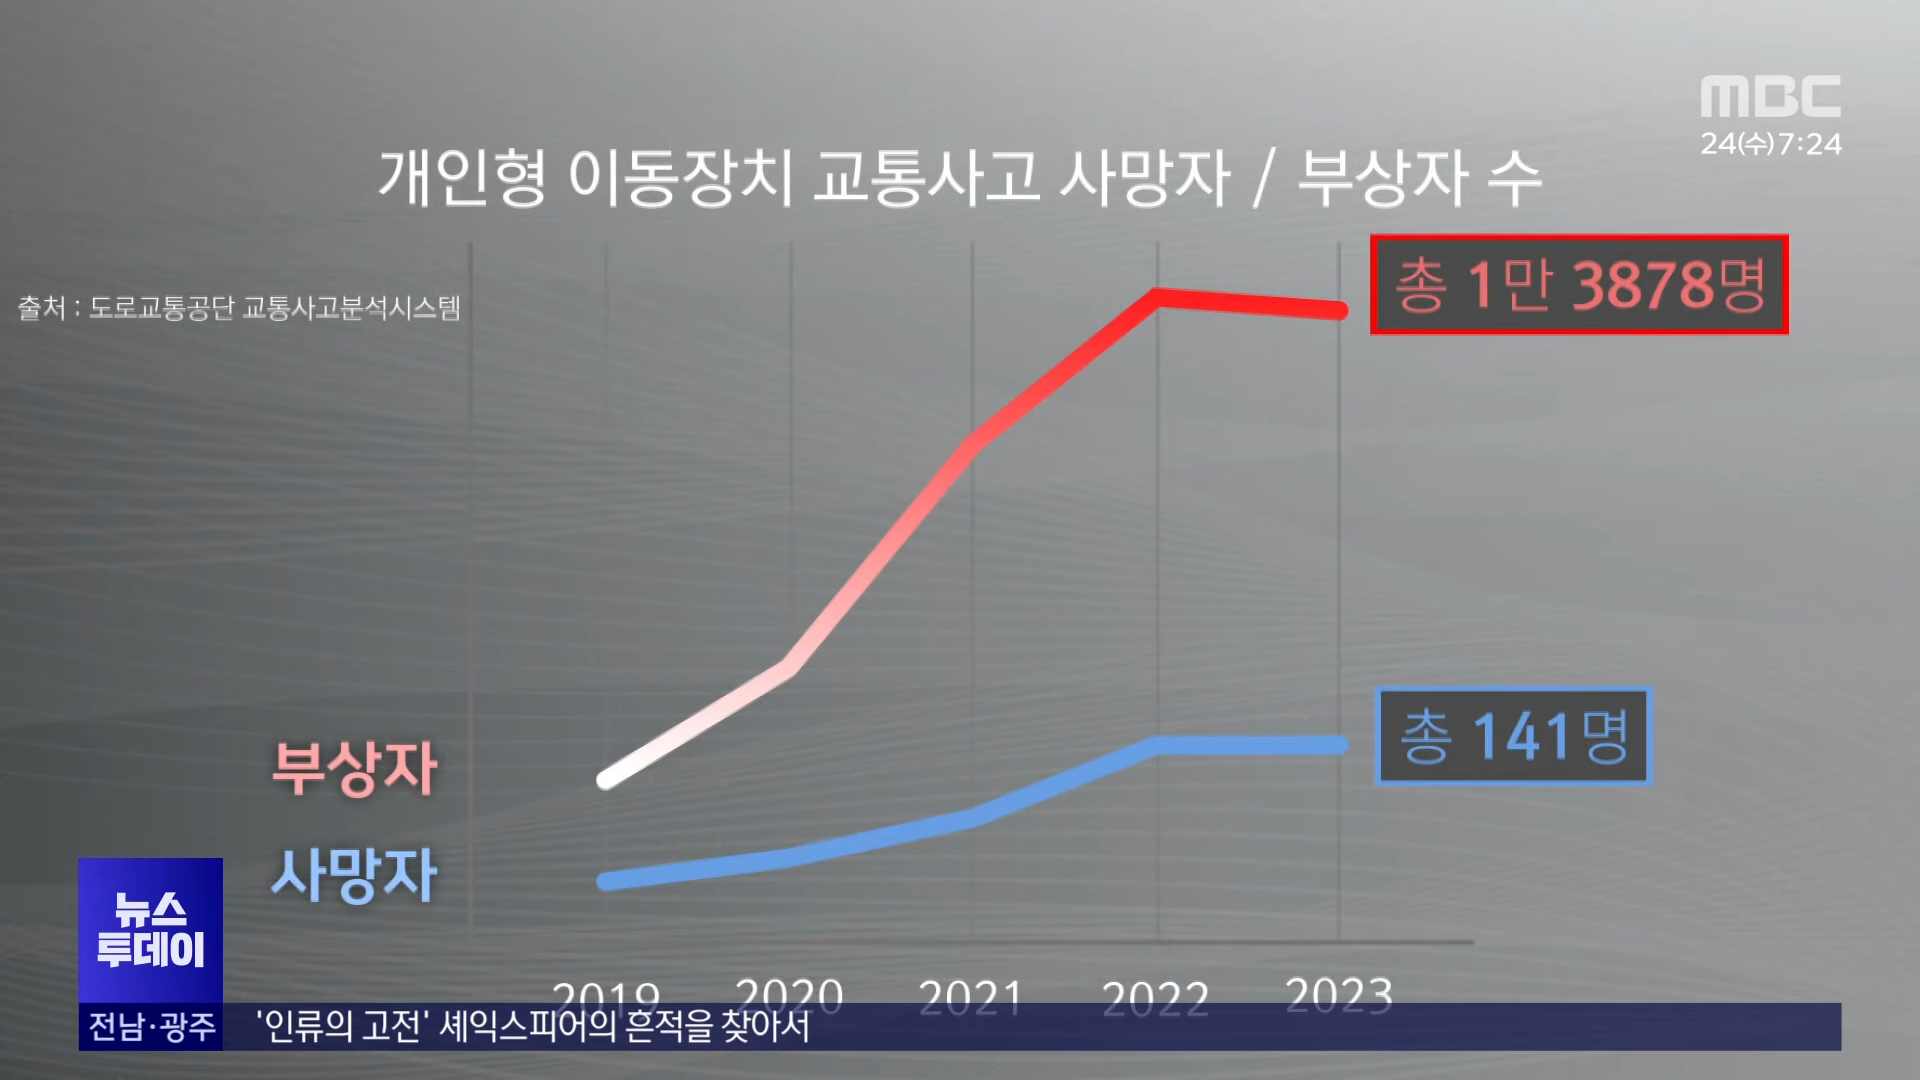 MBC
24(수)7:24
개인형 이동장치 교통사고 사망자 / 부상자 수
총 1만 3878명
출처 : 도로교통공단 교통사고분석시스템
총 141명
부상자
사망자
뉴스
투데이
2019 2020 2021 2022 2023
전남·광주 '인류의 고전' 셰익스피어의 흔적을 찾아서